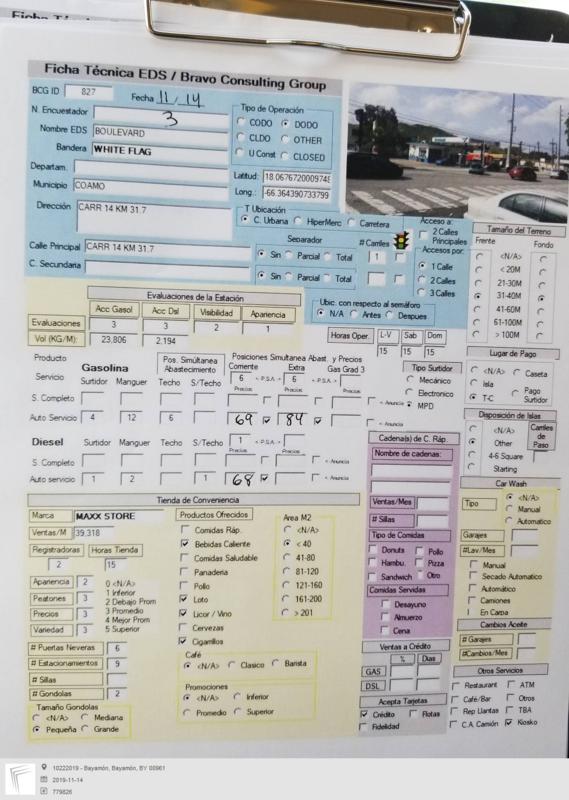 Ficha Técnica EDS / Bravo Consulting Group
BCG ID 827 Fecha 11/14
N. Encuestador 3
Nombre EDS BOULEVARD
Bandera WHITE FLAG
Departam.
Municipio COAMO
Dirección CARR 14 KM 31.7
Calle Principal CARR 14 KM 31.7
C. Secundaria
Tipo de Operación
CODO DODO
CLDO OTHER
U Const CLOSED
Latitud: 18.067672000974
Long.: -66.364390733799
T Ubicación
C. Urbana HiperMerc Carretera
Separador # Carriles
Sin Parcial Total 1
Sin Parcial Total
Acceso a:
2 Calles Principales
Accesos por:
1 Calle
2 Calles
3 Calles
Ubic. con respecto al semáforo
N/A Antes Despues
Tamaño del Terreno
Frente Fondo
<N/A>
< 20M
21-30M
31-40M
41-60M
61-100M
> 100M
Evaluaciones de la Estación
Acc Gasol Acc Dsl Visibilidad Apariencia
Evaluaciones 3 3 2 1
Vol (KG/M): 23,806 2.194
Horas Oper. L-V Sab Dom
15 15 15
Lugar de Pago
<N/A> Caseta
Isla
T-C Pago Surtidor
Producto Gasolina Pos. Simúltanea Abastecimiento Posiciones Simultanea Abast. y Precios
Servicio Surtidor Manguer Techo S/Techo Corriente Extra Gas Grad 3
6 < P.S.A. > 6 < P.S.A. >
Precios Precios Precios
S. Completo < Anuncia
Auto Servicio 4 12 6 69 84 < Anuncia
Tipo Surtidor
Mecánico
Electronico
MPD
Diesel Surtidor Manguer Techo S/Techo 1 < P.S.A. >
Precios Precios
S. Completo < Anuncia
Auto servicio 1 2 1 68 < Anuncia
Disposición de Islas
<N/A> Carriles de Paso
Other
4-6 Square
Starting
Cadena(s) de C. Ráp.
Nombre de cadenas:
Ventas/Mes
# Sillas
Tipo de Comidas
Donuts Pollo
Hambu. Pizza
Sandwich Otro
Comidas Servidas
Desayuno
Almuerzo
Cena
Car Wash
Tipo <N/A>
Manual
Automatico
Garajes
#Lav/Mes
Manual
Secado Automatico
Automático
Camiones
En Carpa
Cambios Aceite
# Garajes
#Cambios/Mes
Tienda de Conveniencia
Marca MAXX STORE
Ventas/M 39,318
Registradoras Horas Tienda
2 15
Apariencia 2
Peatones 3
Precios 3
Variedad 3
0 <N/A>
1 Inferior
2 Debajo Prom
3 Promedio
4 Mejor Prom
5 Superior
# Puertas Neveras 6
# Estacionamientos 9
# Sillas
# Gondolas 2
Tamaño Gondolas
<N/A> Mediana
Pequeña Grande
Productos Ofrecidos
Comidas Ráp.
Bebidas Caliente
Comidas Saludable
Panaderia
Pollo
Loto
Licor / Vino
Cervezas
Cigarrillos
Area M2
<N/A>
< 40
41-80
81-120
121-160
161-200
> 201
Café
<N/A> Clasico Barista
Promociones
<N/A> Inferior
Promedio Superior
Ventas a Crédito
% Dias
GAS
DSL
Acepta Tarjetas
Crédito Flotas
Fidelidad
Otros Servicios
Restaurant ATM
Café/Bar Otros
Rep Llantas TBA
C.A. Camión Kiosko
10222019 - Bayamón, Bayamón, BY 00961
2019-11-14
779826